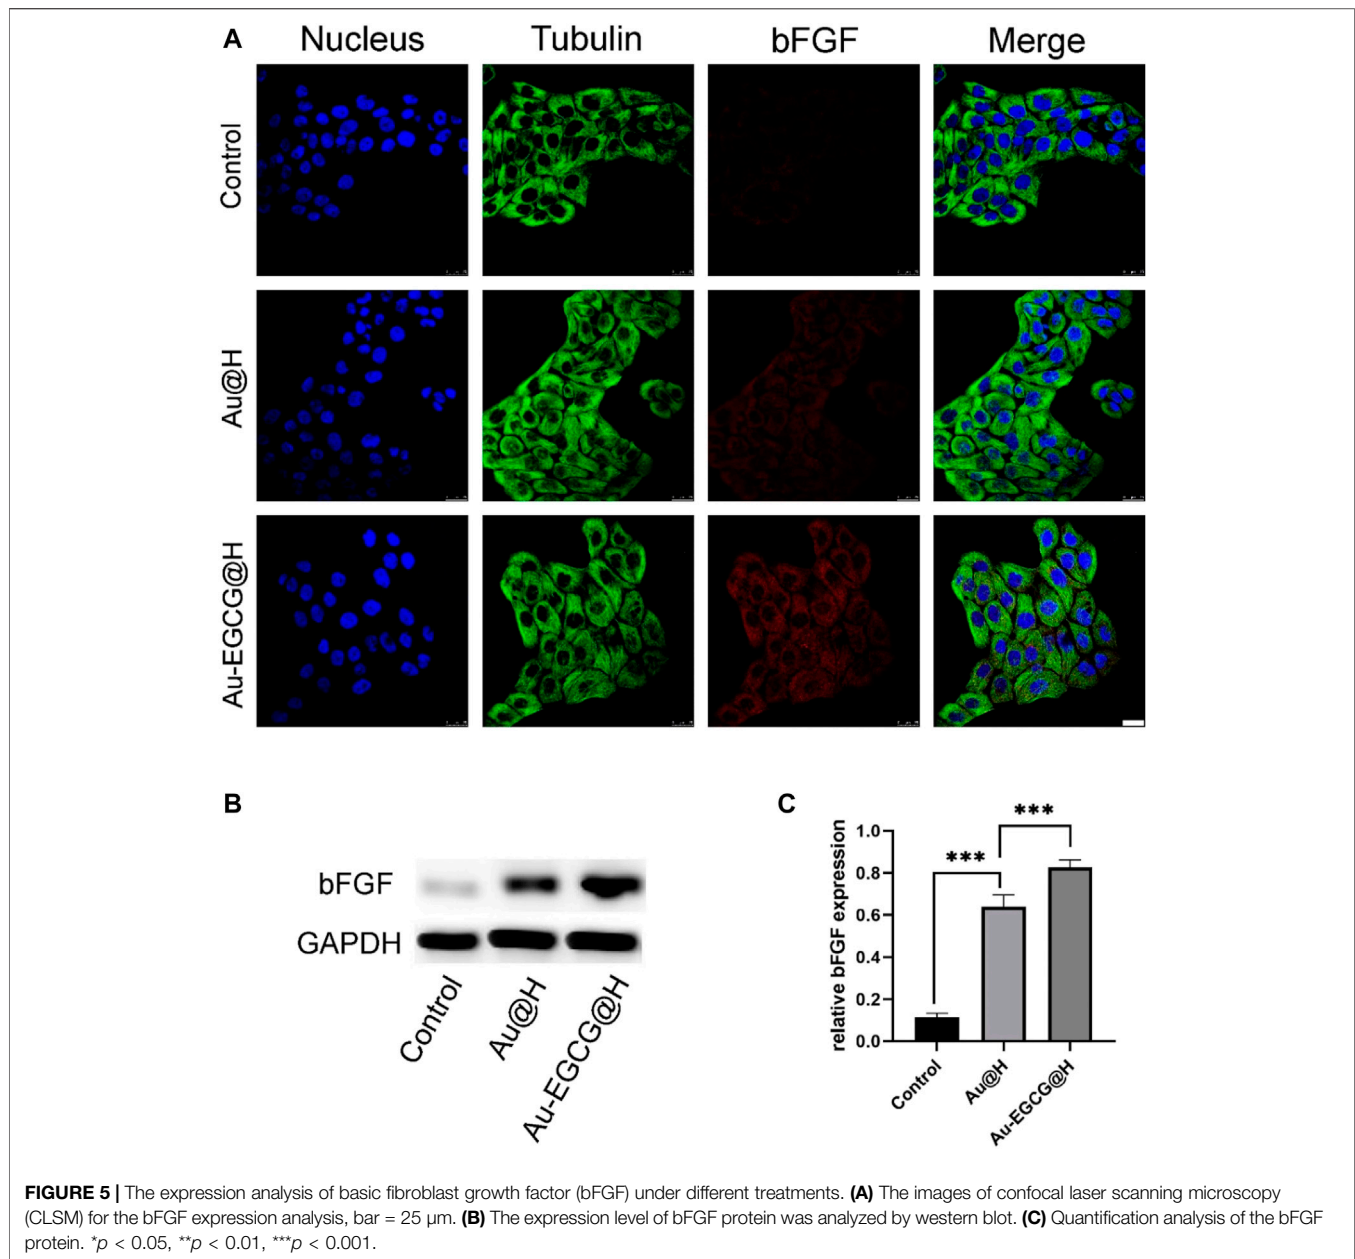 A
Nucleus Tubulin bFGF Merge
Control
Au@H
Au-EGCG@H
B
bFGF
GAPDH
Control Au@H Au-EGCG@H
C
relative bFGF expression
1.0
0.8
0.6
0.4
0.2
0.0
***
***
Control Au@H Au-EGCG@H
FIGURE 5 | The expression analysis of basic fibroblast growth factor (bFGF) under different treatments. (A) The images of confocal laser scanning microscopy
(CLSM) for the bFGF expression analysis, bar = 25 µm. (B) The expression level of bFGF protein was analyzed by western blot. (C) Quantification analysis of the bFGF
protein. *p < 0.05, **p < 0.01, ***p < 0.001.